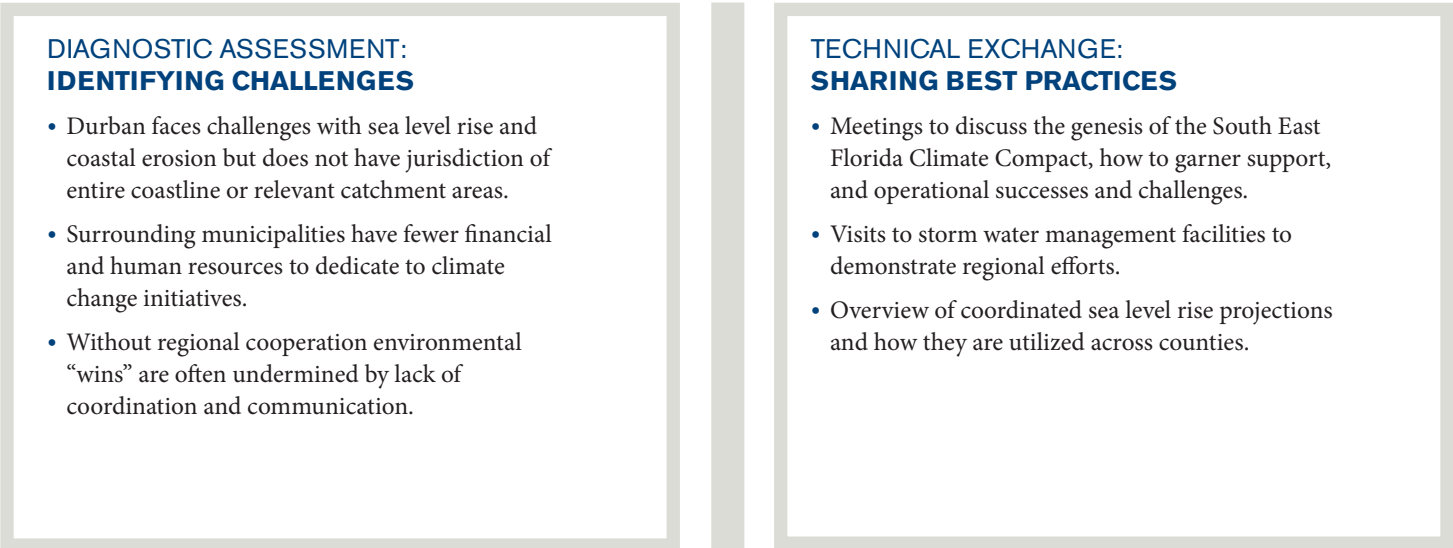 DIAGNOSTIC ASSESSMENT:
IDENTIFYING CHALLENGES
• Durban faces challenges with sea level rise and
coastal erosion but does not have jurisdiction of
entire coastline or relevant catchment areas.
• Surrounding municipalities have fewer financial
and human resources to dedicate to climate
change initiatives.
• Without regional cooperation environmental
“wins” are often undermined by lack of
coordination and communication.
TECHNICAL EXCHANGE:
SHARING BEST PRACTICES
• Meetings to discuss the genesis of the South East
Florida Climate Compact, how to garner support,
and operational successes and challenges.
• Visits to storm water management facilities to
demonstrate regional efforts.
• Overview of coordinated sea level rise projections
and how they are utilized across counties.